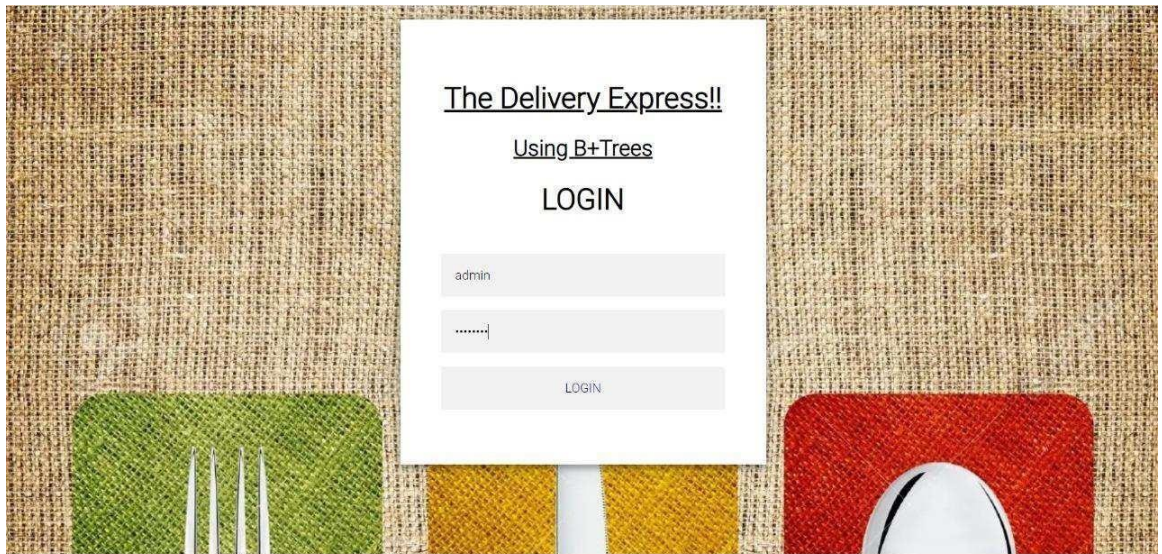 The Delivery Express!!
Using B+Trees
LOGIN
admin
••••••••
LOGIN